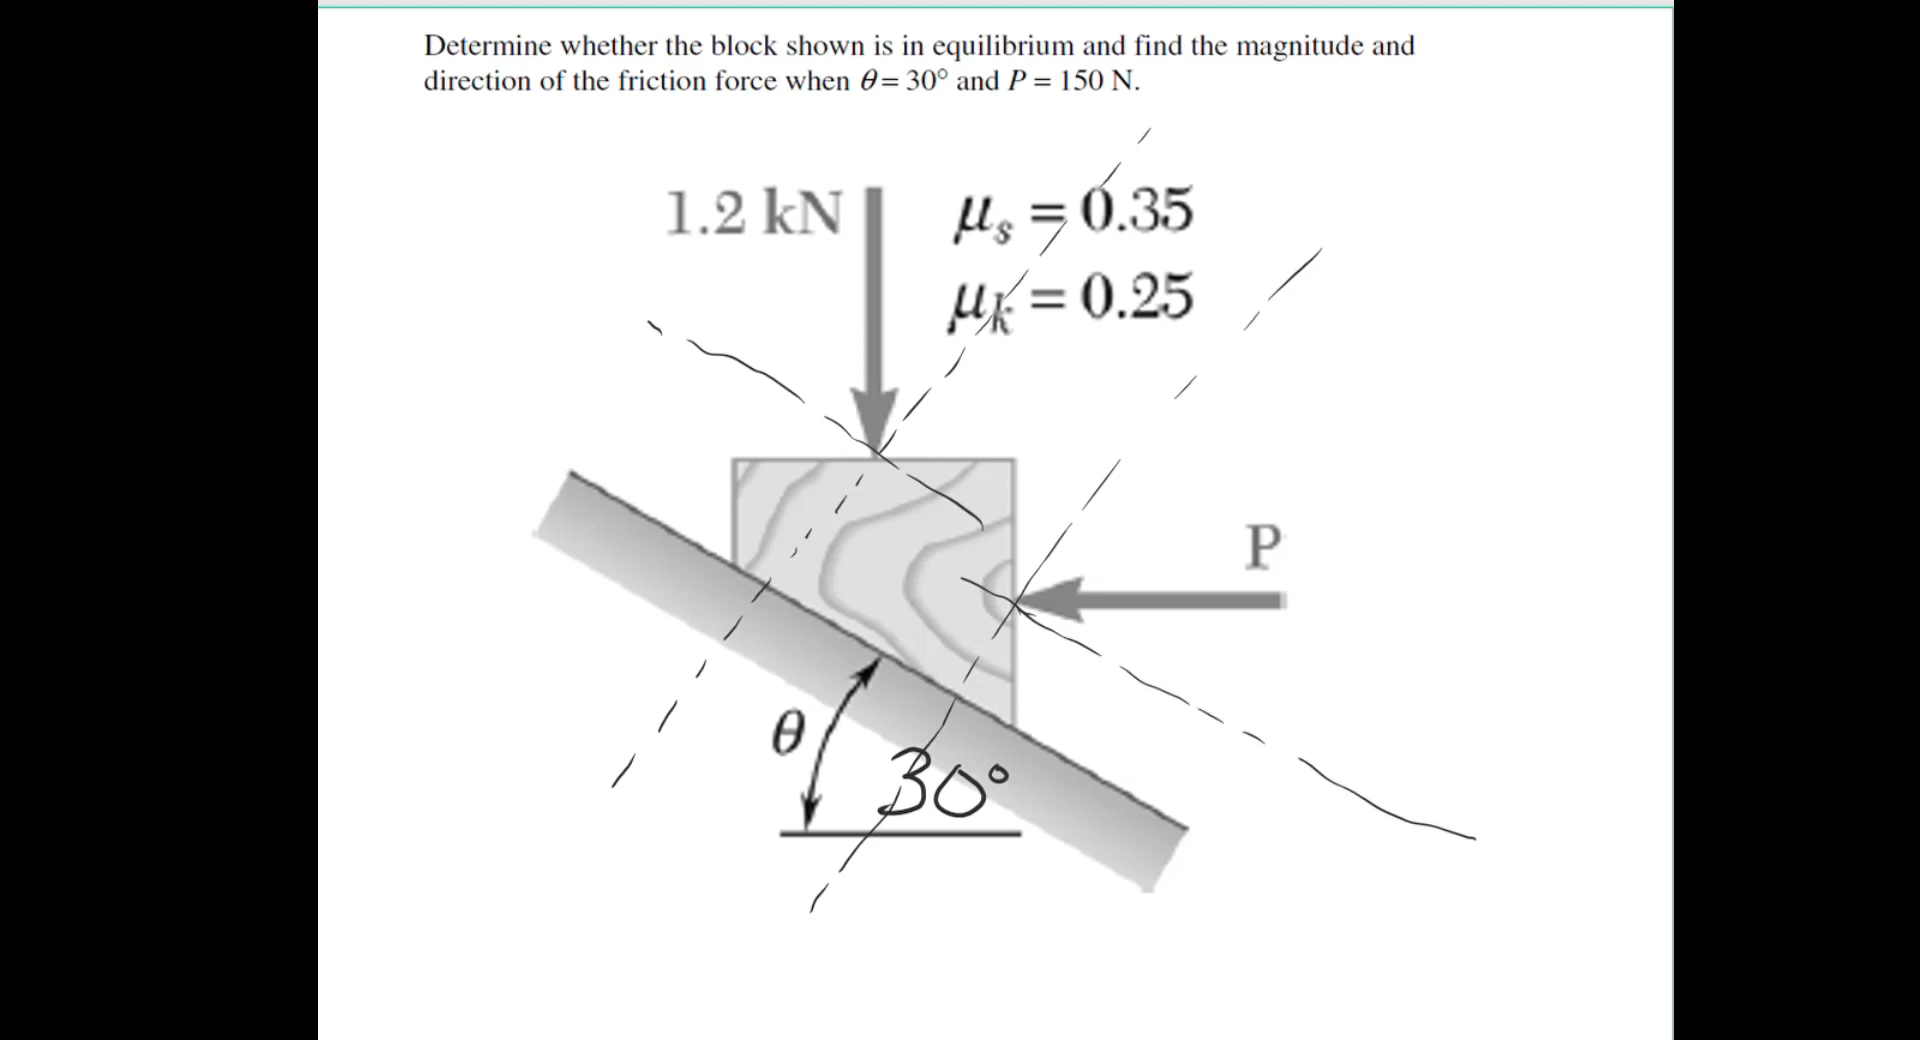 Determine whether the block shown is in equilibrium and find the magnitude and
direction of the friction force when θ = 30° and P = 150 N.
1.2 kN
μs = 0.35
μk = 0.25
P
θ
30°